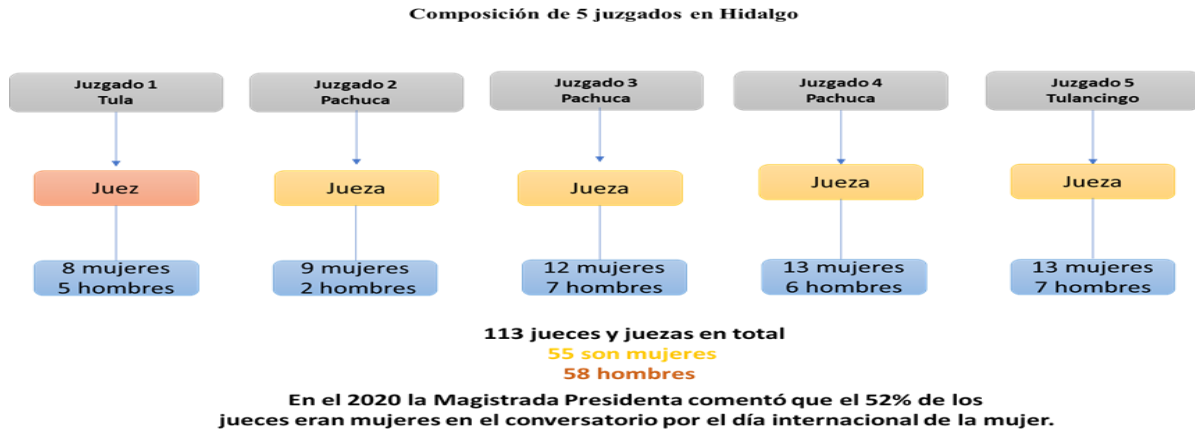 Composición de 5 juzgados en Hidalgo
Juzgado 1
Tula
Juzgado 2
Pachuca
Juzgado 3
Pachuca
Juzgado 4
Pachuca
Juzgado 5
Tulancingo
Juez
Jueza
Jueza
Jueza
Jueza
8 mujeres
5 hombres
9 mujeres
2 hombres
12 mujeres
7 hombres
13 mujeres
6 hombres
13 mujeres
7 hombres
113 jueces y juezas en total
55 son mujeres
58 hombres
En el 2020 la Magistrada Presidenta comentó que el 52% de los
jueces eran mujeres en el conversatorio por el día internacional de la mujer.